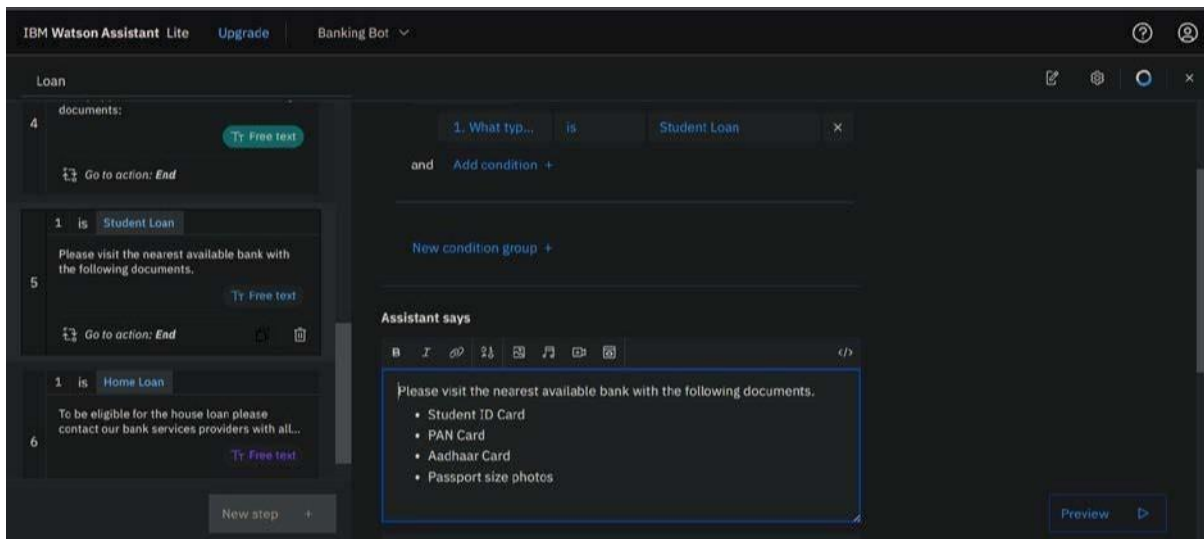 IBM Watson Assistant Lite Upgrade Banking Bot
Loan
documents:
4
Free text
Go to action: End
1 is Student Loan
Please visit the nearest available bank with
the following documents.
5
Free text
Go to action: End
1 is Home Loan
To be eligible for the house loan please
contact our bank services providers with all...
6
Free text
New step +
1. What typ... is Student Loan ×
and Add condition +
New condition group +
Assistant says
B I </>
Please visit the nearest available bank with the following documents.
• Student ID Card
• PAN Card
• Aadhaar Card
• Passport size photos
Preview